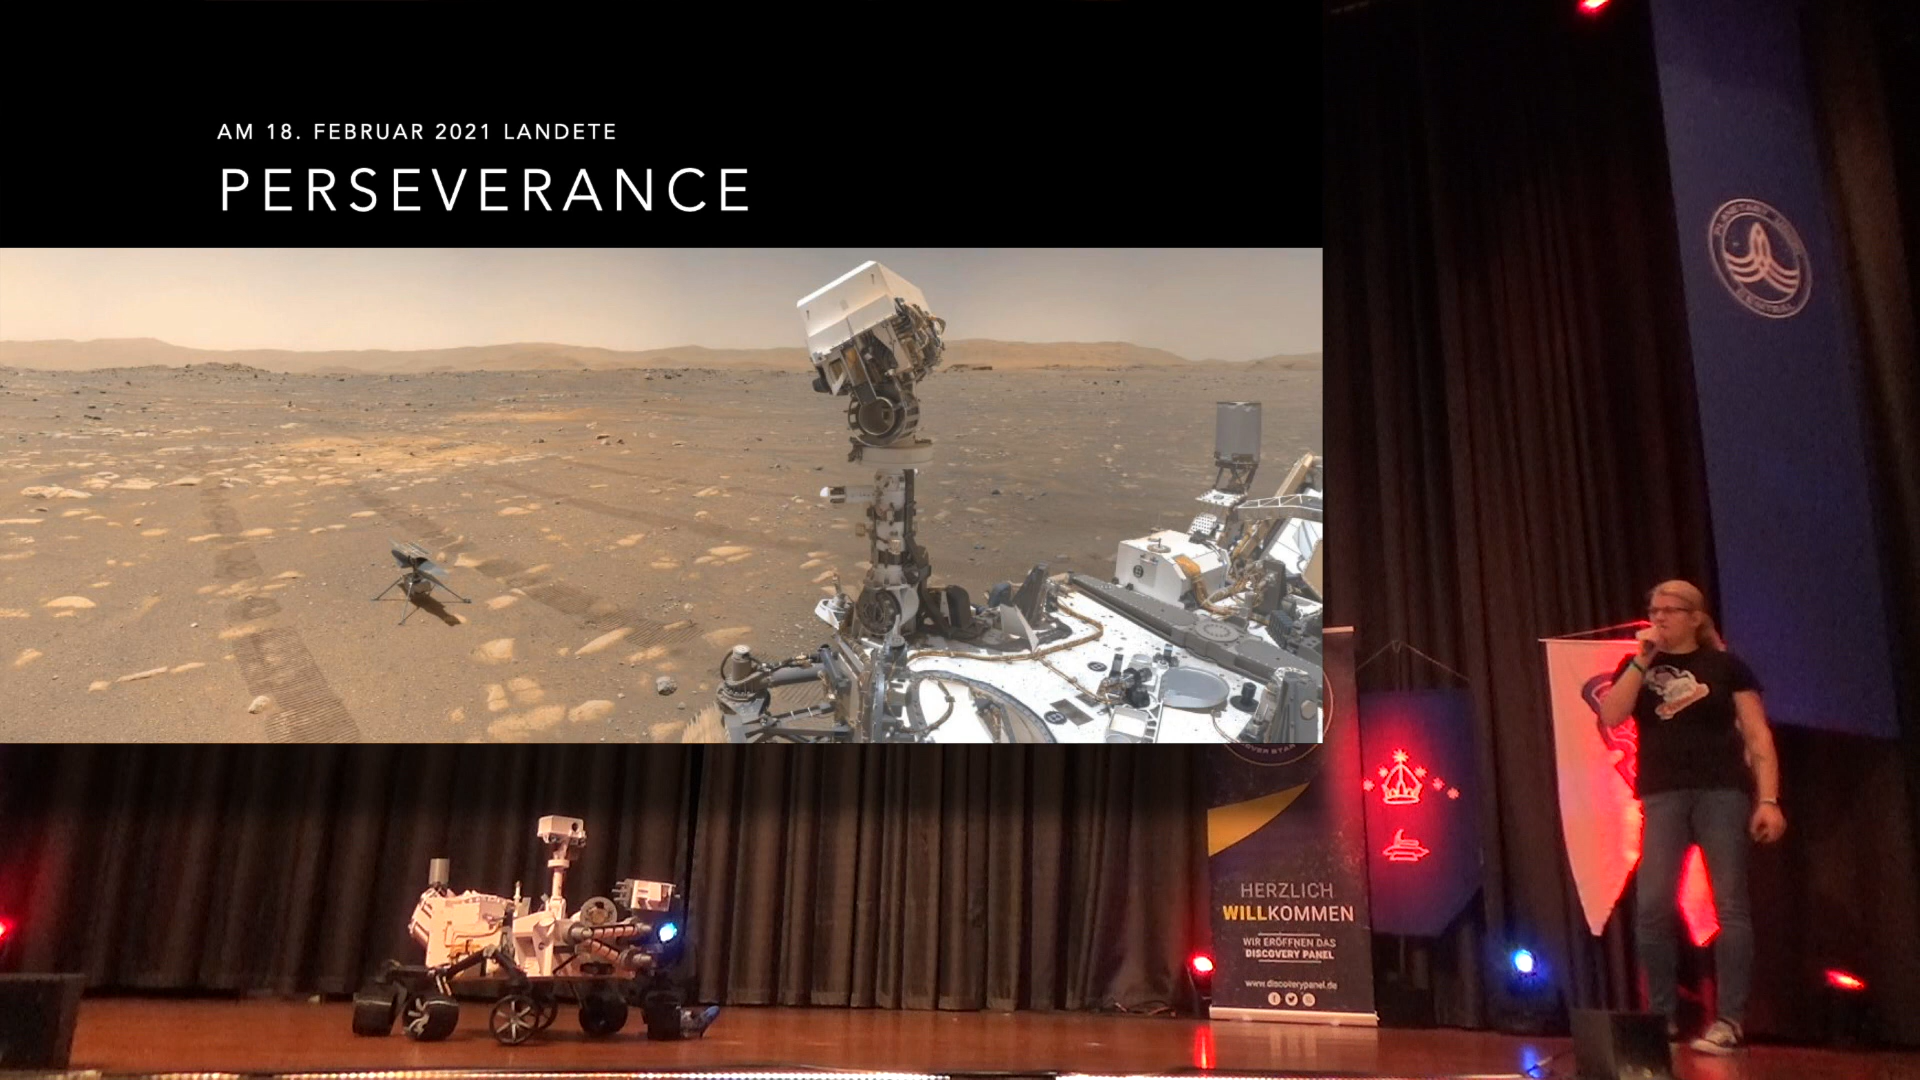 AM 18. FEBRUAR 2021 LANDETE
PERSEVERANCE
HERZLICH
WILLKOMMEN
WIR ERÖFFNEN DAS
DISCOVERY PANEL
www.discoverypanel.de